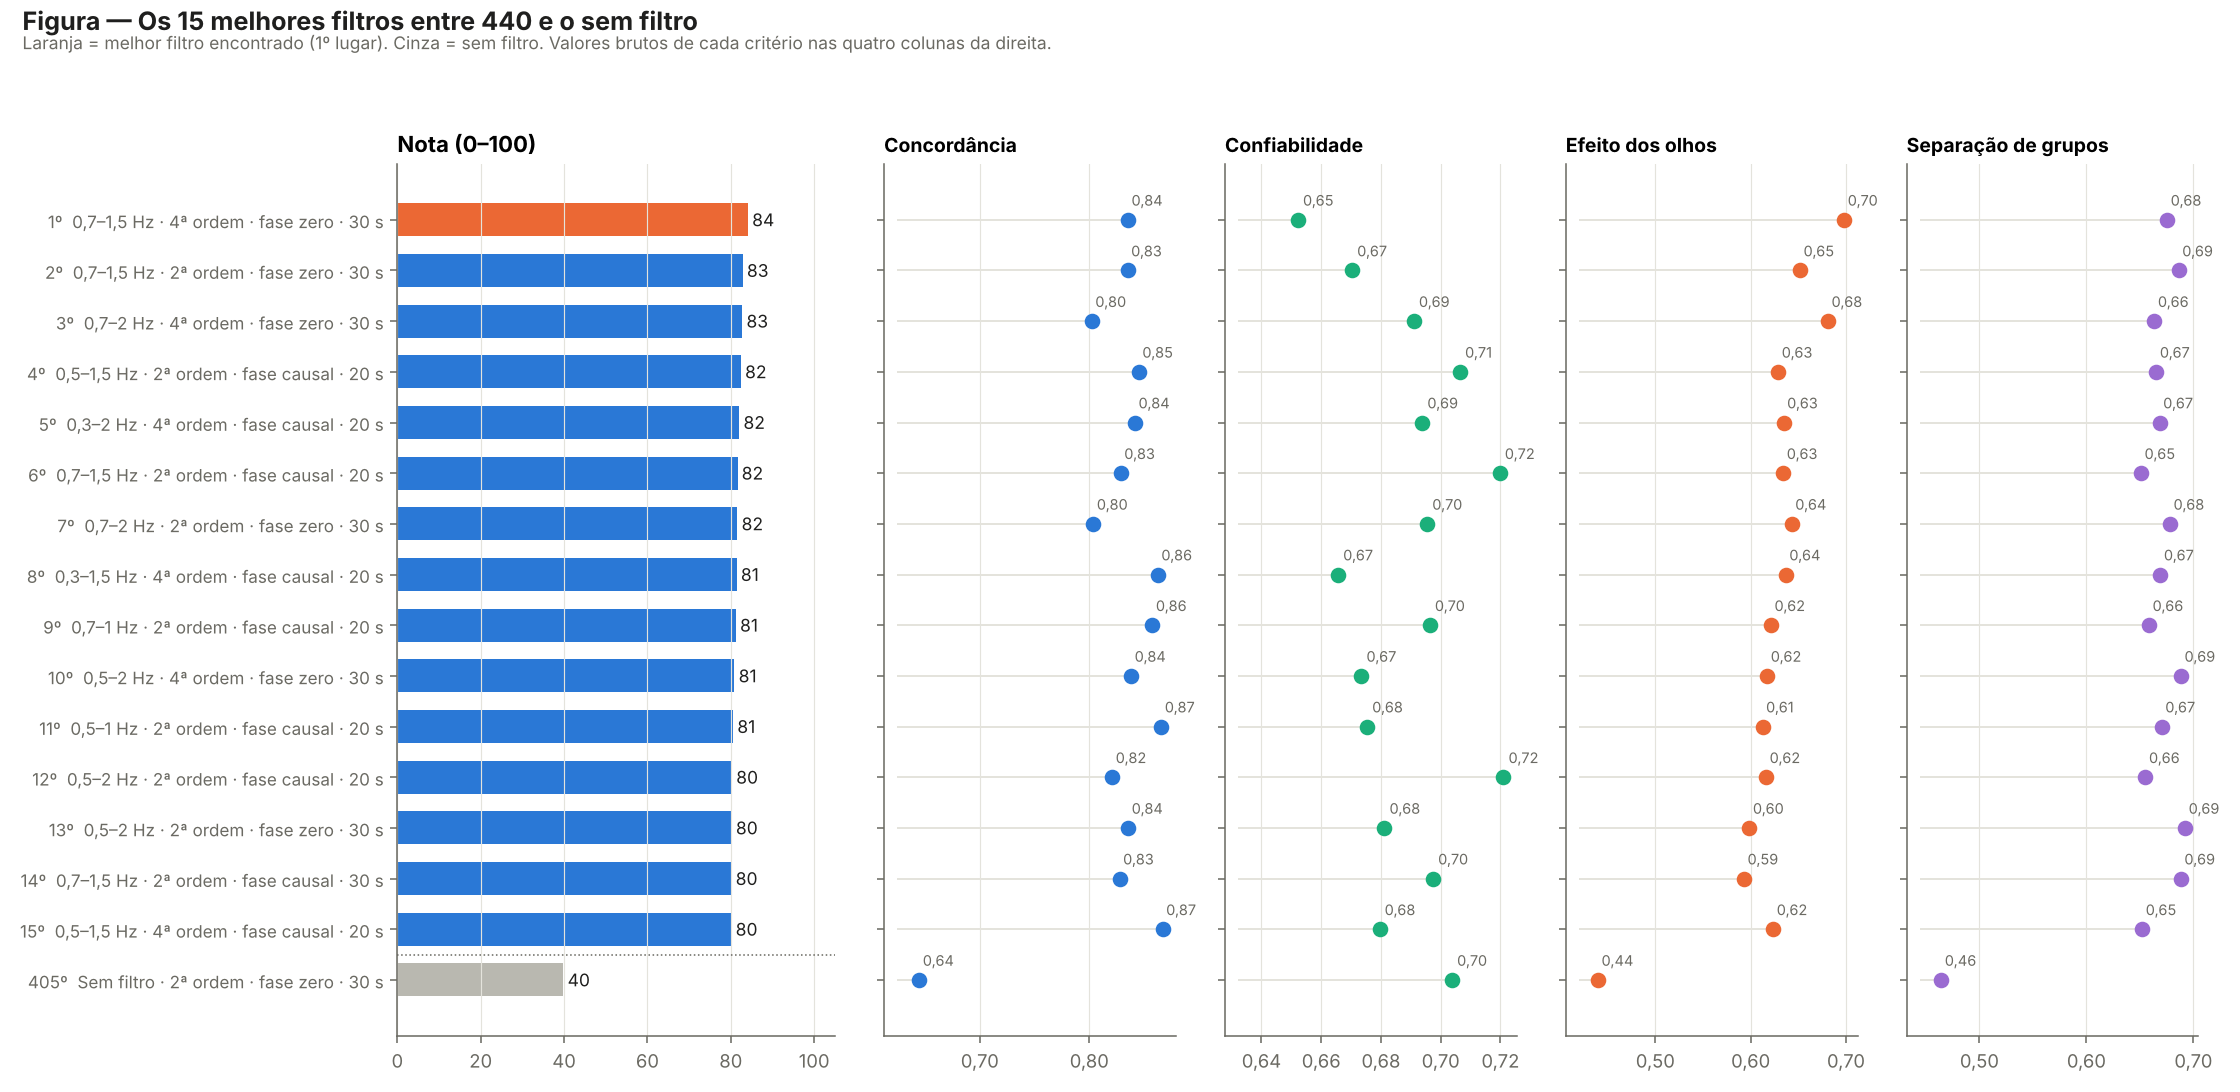 Figura — Os 15 melhores filtros entre 440 e o sem filtro
Laranja = melhor filtro encontrado (1º lugar). Cinza = sem filtro. Valores brutos de cada critério nas quatro colunas da direita.
Nota (0–100) Concordância Confiabilidade Efeito dos olhos Separação de grupos
1º 0,7–1,5 Hz · 4ª ordem · fase zero · 30 s 84 0,84 0,65 0,70 0,68
2º 0,7–1,5 Hz · 2ª ordem · fase zero · 30 s 83 0,83 0,67 0,65 0,69
3º 0,7–2 Hz · 4ª ordem · fase zero · 30 s 83 0,80 0,69 0,68 0,66
4º 0,5–1,5 Hz · 2ª ordem · fase causal · 20 s 82 0,85 0,71 0,63 0,67
5º 0,3–2 Hz · 4ª ordem · fase causal · 20 s 82 0,84 0,69 0,63 0,67
6º 0,7–1,5 Hz · 2ª ordem · fase causal · 20 s 82 0,83 0,72 0,63 0,65
7º 0,7–2 Hz · 2ª ordem · fase zero · 30 s 82 0,80 0,70 0,64 0,68
8º 0,3–1,5 Hz · 4ª ordem · fase causal · 20 s 81 0,86 0,67 0,64 0,67
9º 0,7–1 Hz · 2ª ordem · fase causal · 20 s 81 0,86 0,70 0,62 0,66
10º 0,5–2 Hz · 4ª ordem · fase zero · 30 s 81 0,84 0,67 0,62 0,69
11º 0,5–1 Hz · 2ª ordem · fase causal · 20 s 81 0,87 0,68 0,61 0,67
12º 0,5–2 Hz · 2ª ordem · fase causal · 20 s 80 0,82 0,72 0,62 0,66
13º 0,5–2 Hz · 2ª ordem · fase zero · 30 s 80 0,84 0,68 0,60 0,69
14º 0,7–1,5 Hz · 2ª ordem · fase causal · 30 s 80 0,83 0,70 0,59 0,69
15º 0,5–1,5 Hz · 4ª ordem · fase causal · 20 s 80 0,87 0,68 0,62 0,65
405º Sem filtro · 2ª ordem · fase zero · 30 s 40 0,64 0,70 0,44 0,46
0 20 40 60 80 100 0,70 0,80 0,64 0,66 0,68 0,70 0,72 0,50 0,60 0,70 0,50 0,60 0,70